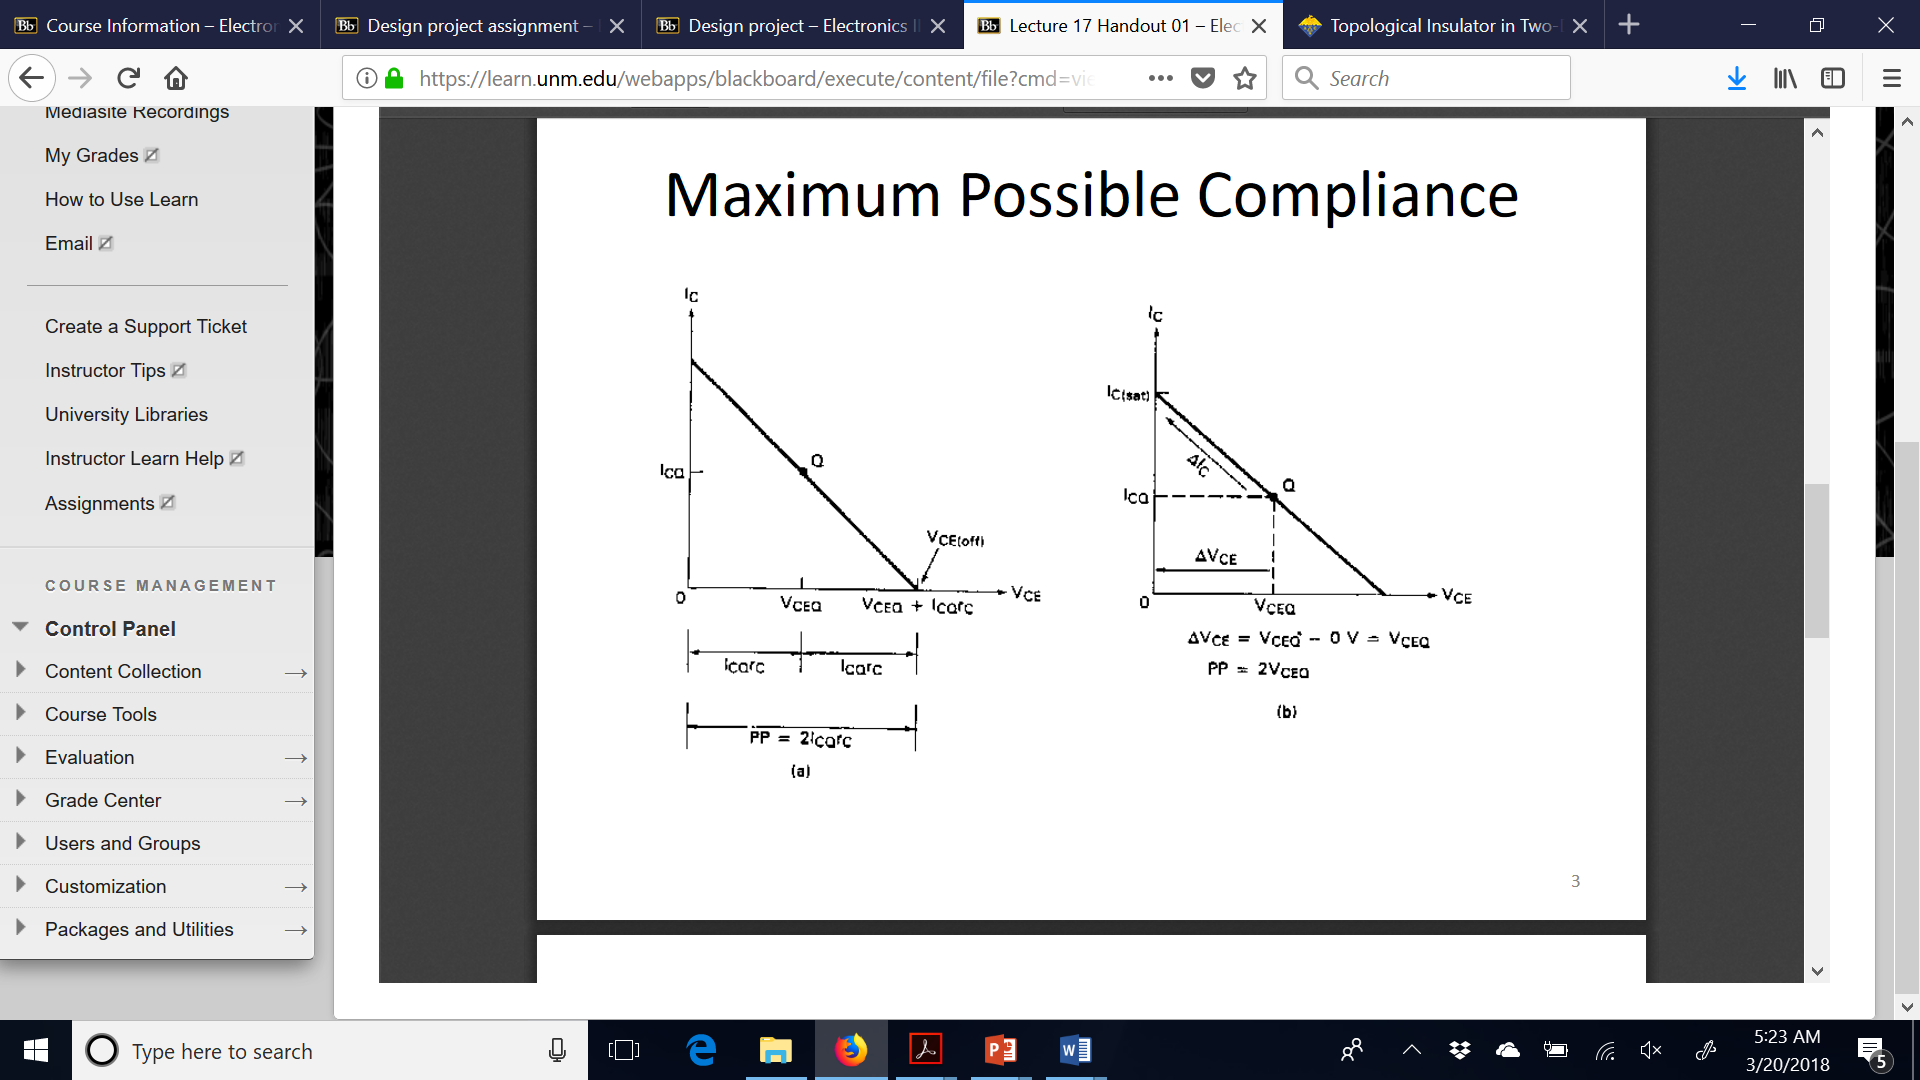 Course Information – Electror
Design project assignment –
Design project – Electronics II
Lecture 17 Handout 01 – Elec
Topological Insulator in Two-
https://learn.unm.edu/webapps/blackboard/execute/content/file?cmd=vie
Search
Mediasite Recordings
My Grades
How to Use Learn
Email
Create a Support Ticket
Instructor Tips
University Libraries
Instructor Learn Help
Assignments
COURSE MANAGEMENT
Control Panel
Content Collection
Course Tools
Evaluation
Grade Center
Users and Groups
Customization
Packages and Utilities
Maximum Possible Compliance
IC
ICQ
Q
VCE(off)
0
VCEQ
VCEQ + ICQrC
VCE
ICQrC
ICQrC
PP = 2ICQrC
(a)
IC
IC(sat)
ΔIC
Q
ICQ
ΔVCE
0
VCEQ
VCE
ΔVCE = VCEQ – 0 V = VCEQ
PP = 2VCEQ
(b)
3
Type here to search
5:23 AM
3/20/2018
5